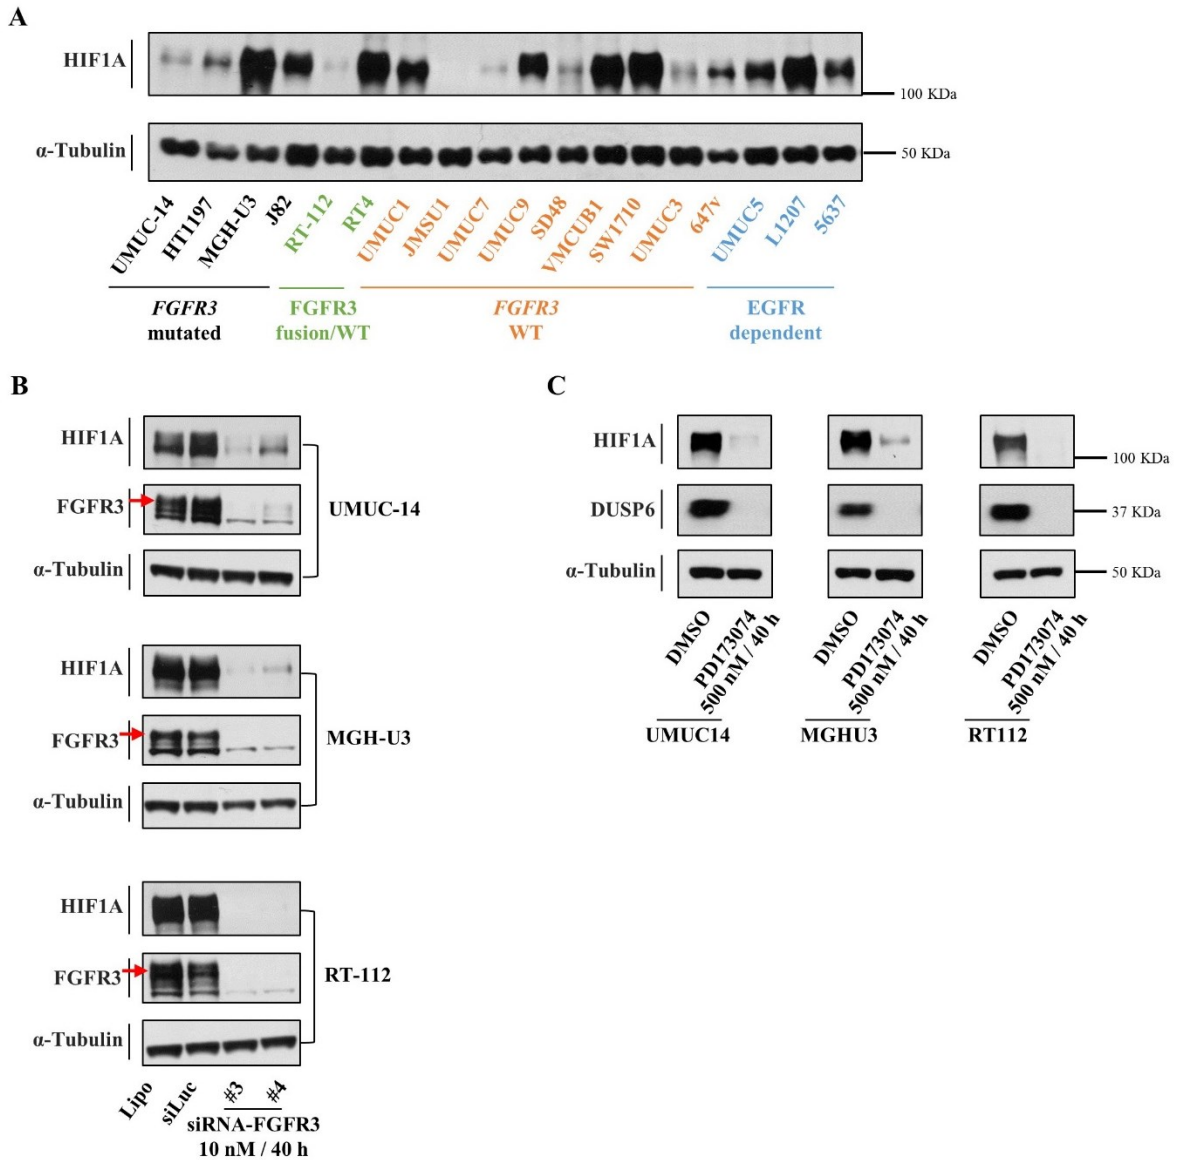 A
HIF1A
100 KDa
α-Tubulin
50 KDa
UMUC-14
HT1197
MGH-U3
J82
RT-112
RT4
UMUC1
JMSU1
UMUC7
UMUC9
SD48
VMCUB1
SW1710
UMUC3
647v
UMUC5
L1207
5637
FGFR3
mutated
FGFR3
fusion/WT
FGFR3
WT
EGFR
dependent
B
HIF1A
FGFR3
UMUC-14
α-Tubulin
HIF1A
FGFR3
MGH-U3
α-Tubulin
HIF1A
FGFR3
RT-112
α-Tubulin
Lipo
siLuc
#3
#4
siRNA-FGFR3
10 nM / 40 h
C
HIF1A
100 KDa
DUSP6
37 KDa
α-Tubulin
50 KDa
DMSO
PD173074
500 nM / 40 h
UMUC14
DMSO
PD173074
500 nM / 40 h
MGHU3
DMSO
PD173074
500 nM / 40 h
RT112